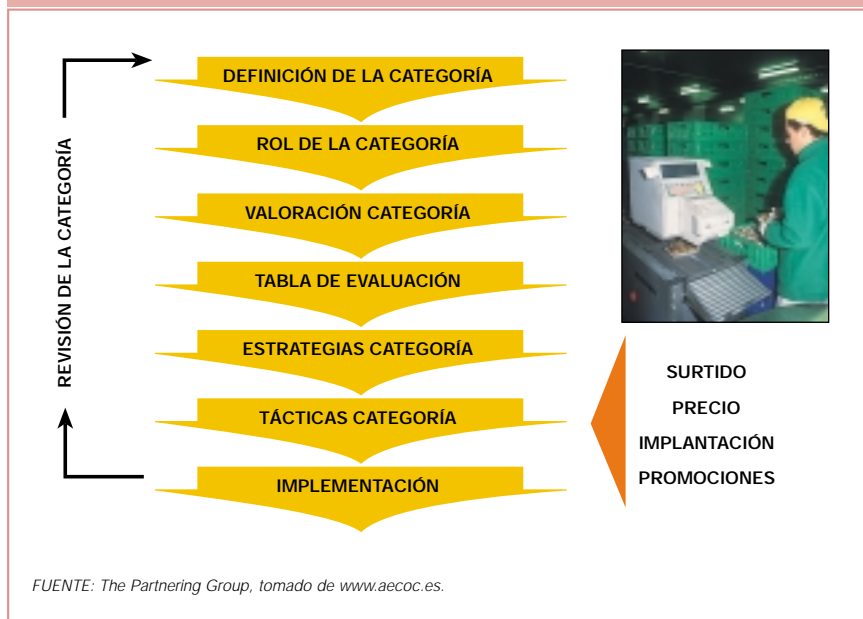 REVISIÓN DE LA CATEGORÍA
DEFINICIÓN DE LA CATEGORÍA
ROL DE LA CATEGORÍA
VALORACIÓN CATEGORÍA
TABLA DE EVALUACIÓN
ESTRATEGIAS CATEGORÍA
TÁCTICAS CATEGORÍA
IMPLEMENTACIÓN
SURTIDO
PRECIO
IMPLANTACIÓN
PROMOCIONES
FUENTE: The Partnering Group, tomado de www.aecoc.es.